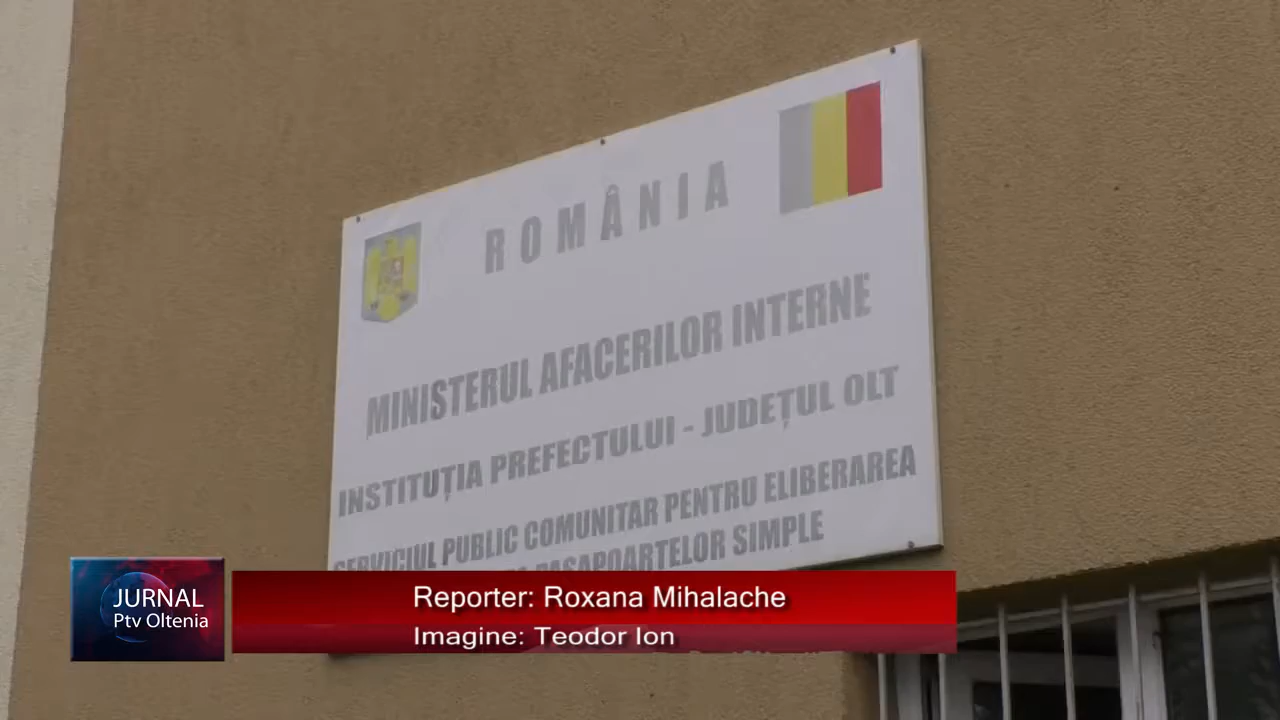 ROMÂNIA
MINISTERUL AFACERILOR INTERNE
INSTITUȚIA PREFECTULUI - JUDEȚUL OLT
SERVICIUL PUBLIC COMUNITAR PENTRU ELIBERAREA
PAȘAPOARTELOR SIMPLE
JURNAL
Ptv Oltenia
Reporter: Roxana Mihalache
Imagine: Teodor Ion